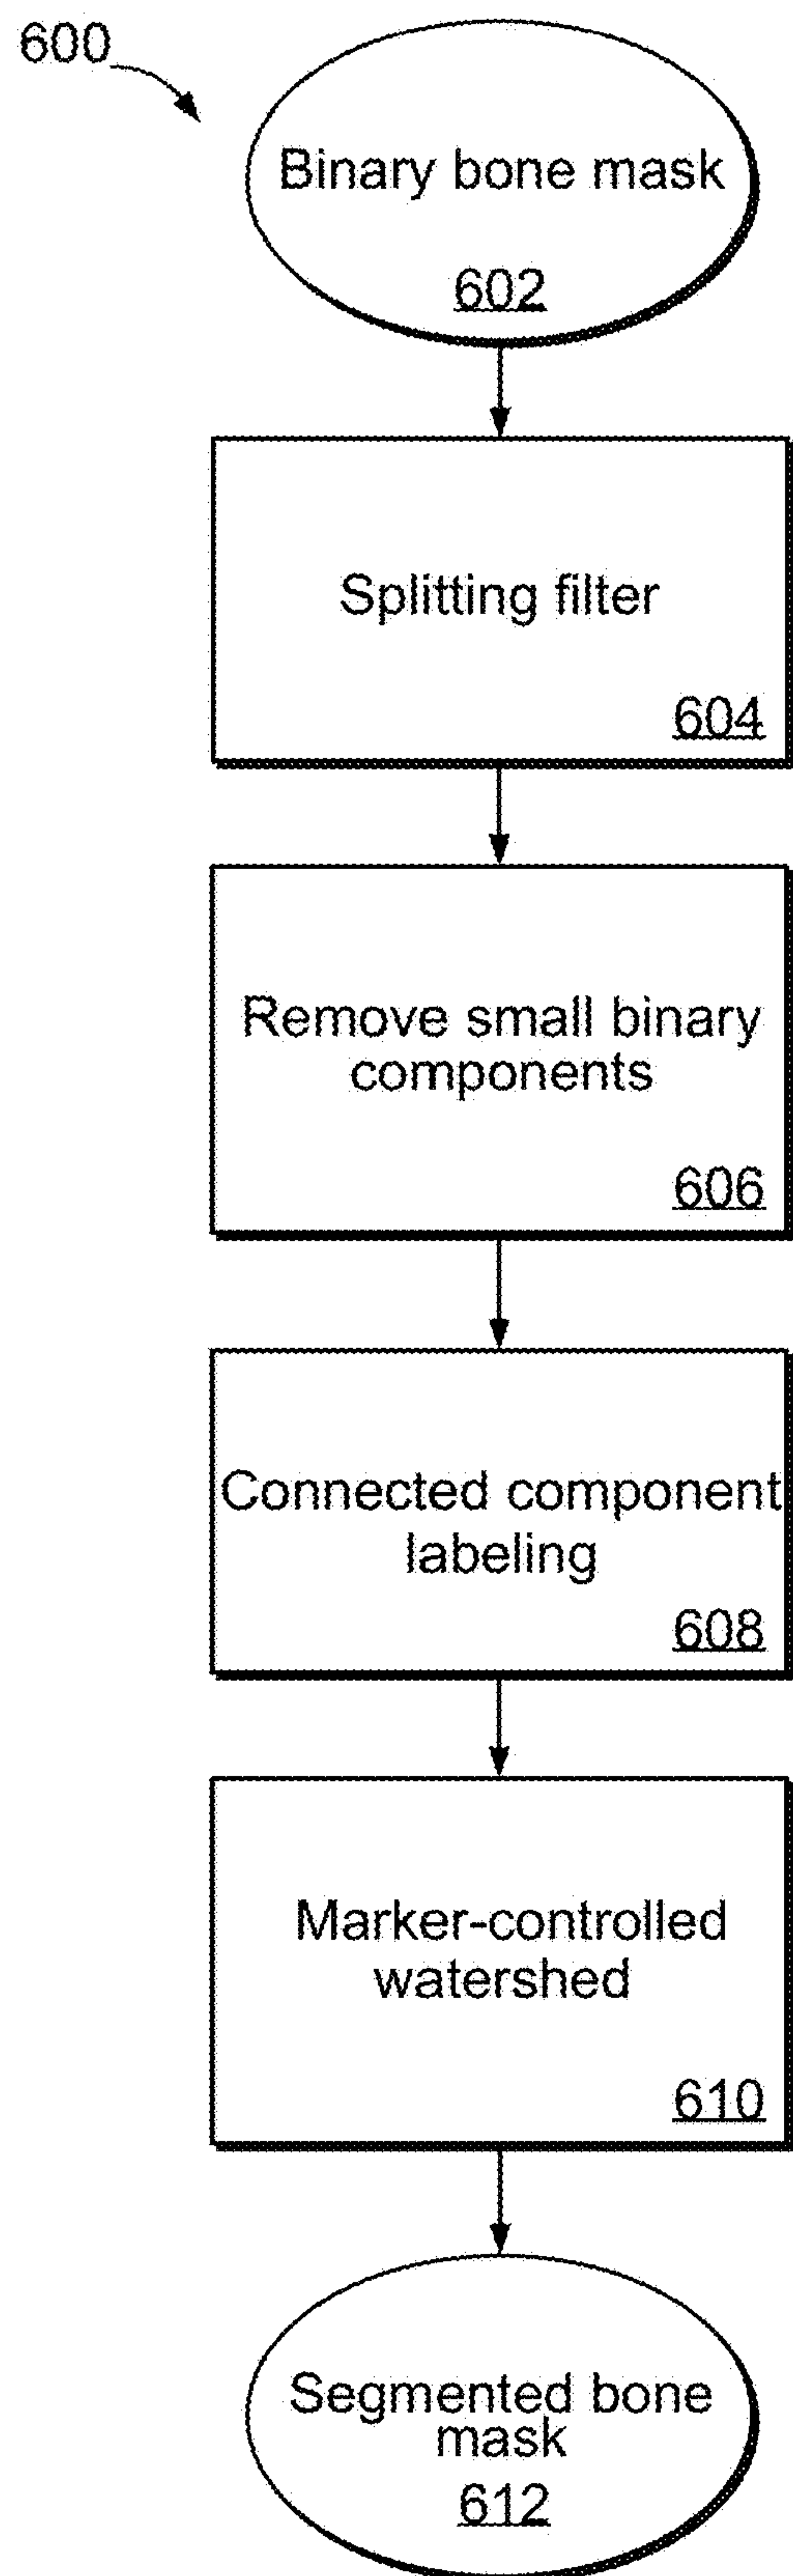 600
Binary bone mask
602
Splitting filter
604
Remove small binary
components
606
Connected component
labeling
608
Marker-controlled
watershed
610
Segmented bone
mask
612